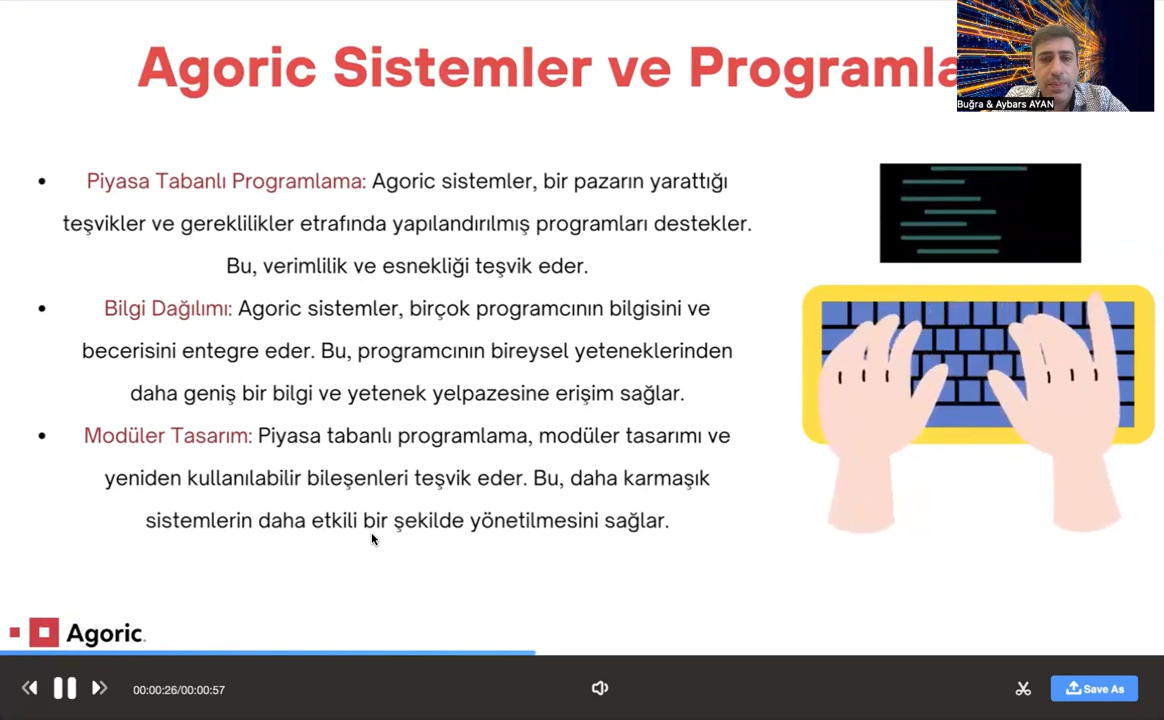 Agoric Sistemler ve Programla
Buğra & Aybars AYAN
Piyasa Tabanlı Programlama: Agoric sistemler, bir pazarın yarattığı
teşvikler ve gereklilikler etrafında yapılandırılmış programları destekler.
Bu, verimlilik ve esnekliği teşvik eder.
Bilgi Dağılımı: Agoric sistemler, birçok programcının bilgisini ve
becerisini entegre eder. Bu, programcının bireysel yeteneklerinden
daha geniş bir bilgi ve yetenek yelpazesine erişim sağlar.
Modüler Tasarım: Piyasa tabanlı programlama, modüler tasarımı ve
yeniden kullanılabilir bileşenleri teşvik eder. Bu, daha karmaşık
sistemlerin daha etkili bir şekilde yönetilmesini sağlar.
Agoric.
00:00:26/00:00:57
Save As